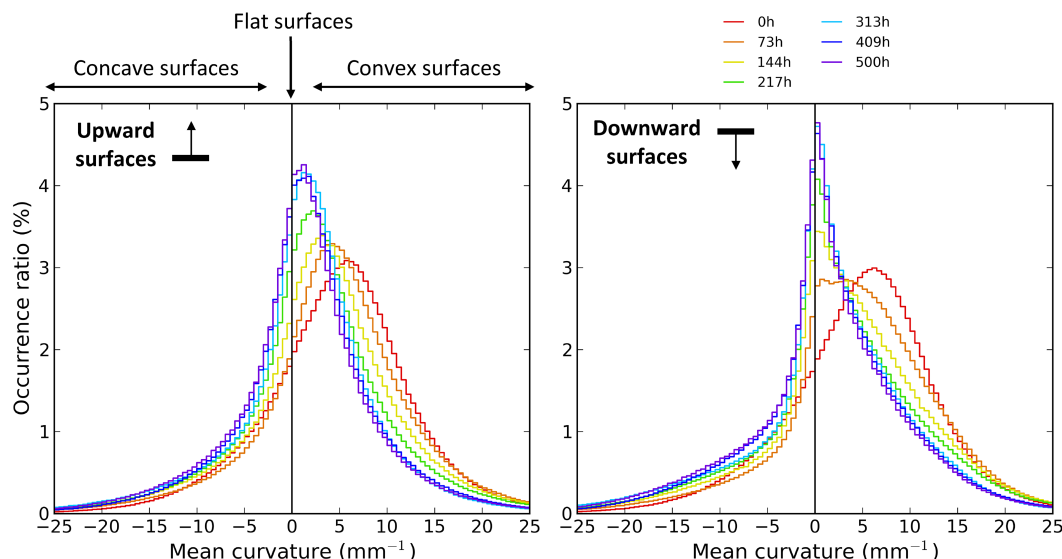 Flat surfaces
Concave surfaces
Convex surfaces
0h
73h
144h
217h
313h
409h
500h
Upward
surfaces
Downward
surfaces
Occurrence ratio (%)
5
4
3
2
1
0
−25 −20 −15 −10 −5 0 5 10 15 20 25
Mean curvature (mm⁻¹)
−25 −20 −15 −10 −5 0 5 10 15 20 25
Mean curvature (mm⁻¹)
5
4
3
2
1
0